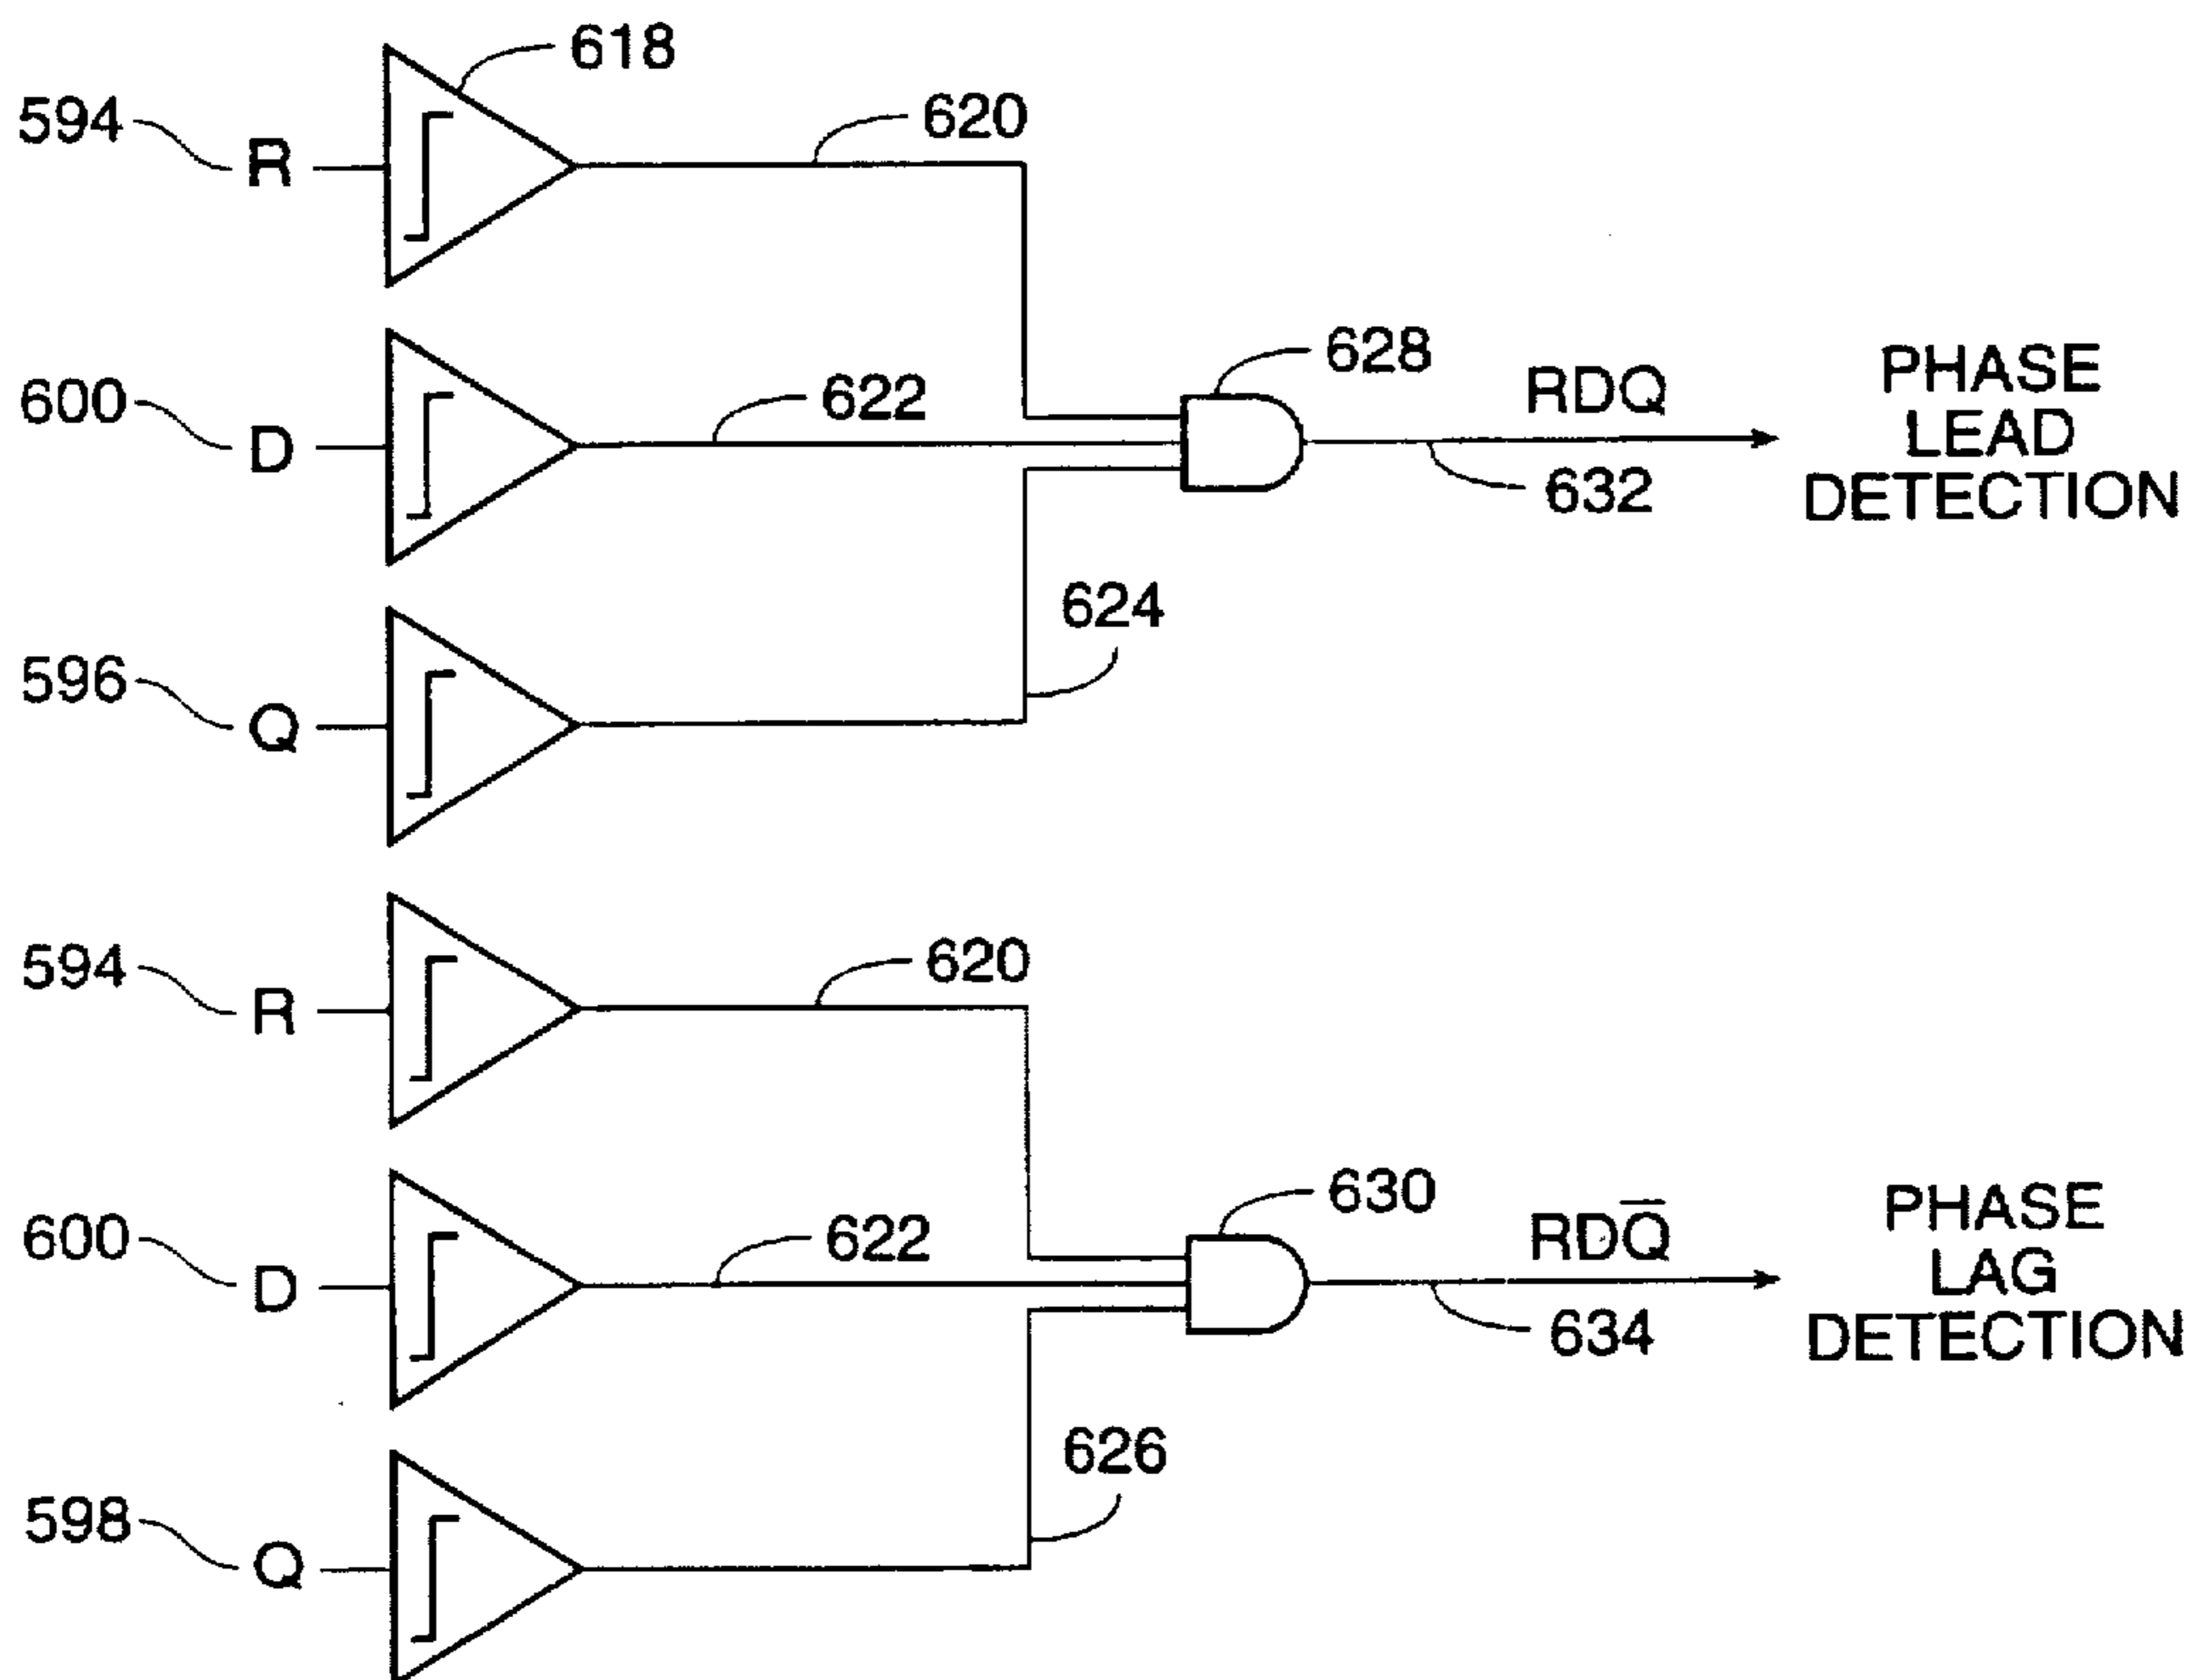 618
594
R
620
600
D
622
628
RDQ
PHASE
LEAD
DETECTION
632
624
596
Q
594
R
620
600
D
622
630
RDQ̅
PHASE
LAG
DETECTION
634
626
598
Q